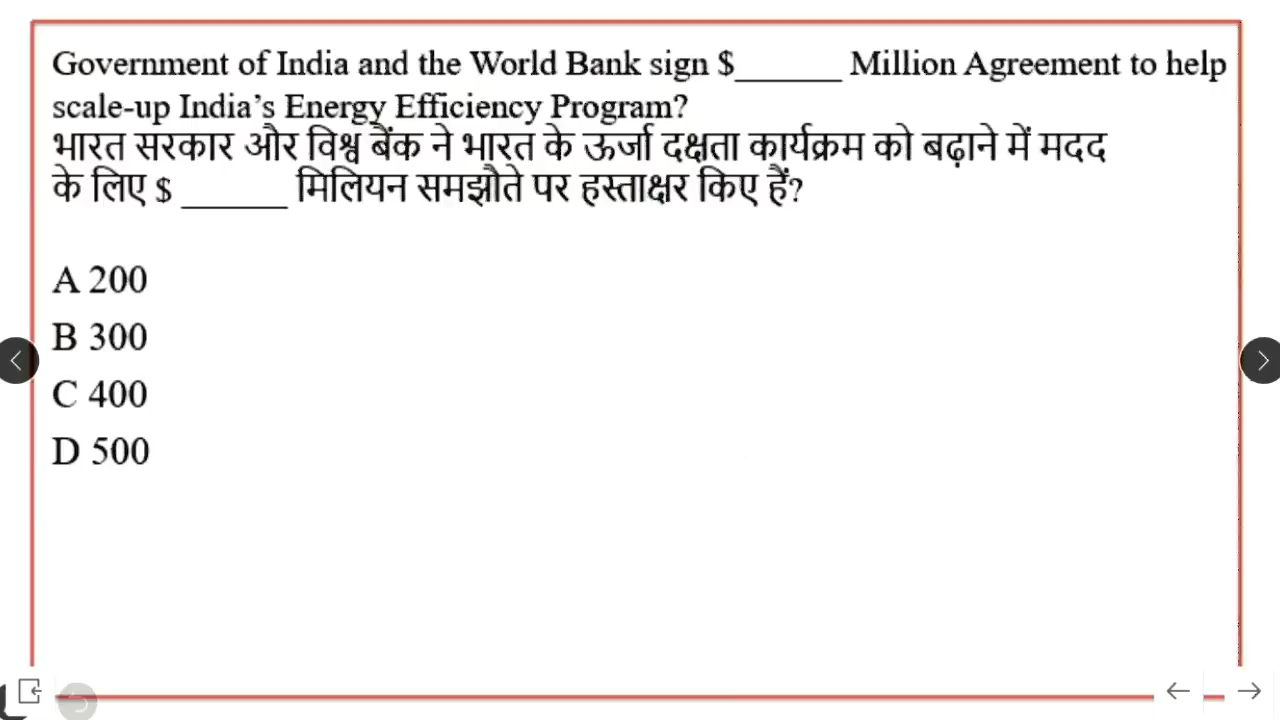 Government of India and the World Bank sign $______ Million Agreement to help
scale-up India's Energy Efficiency Program?
भारत सरकार और विश्व बैंक ने भारत के ऊर्जा दक्षता कार्यक्रम को बढ़ाने में मदद
के लिए $ ______ मिलियन समझौते पर हस्ताक्षर किए हैं?
A 200
B 300
C 400
D 500